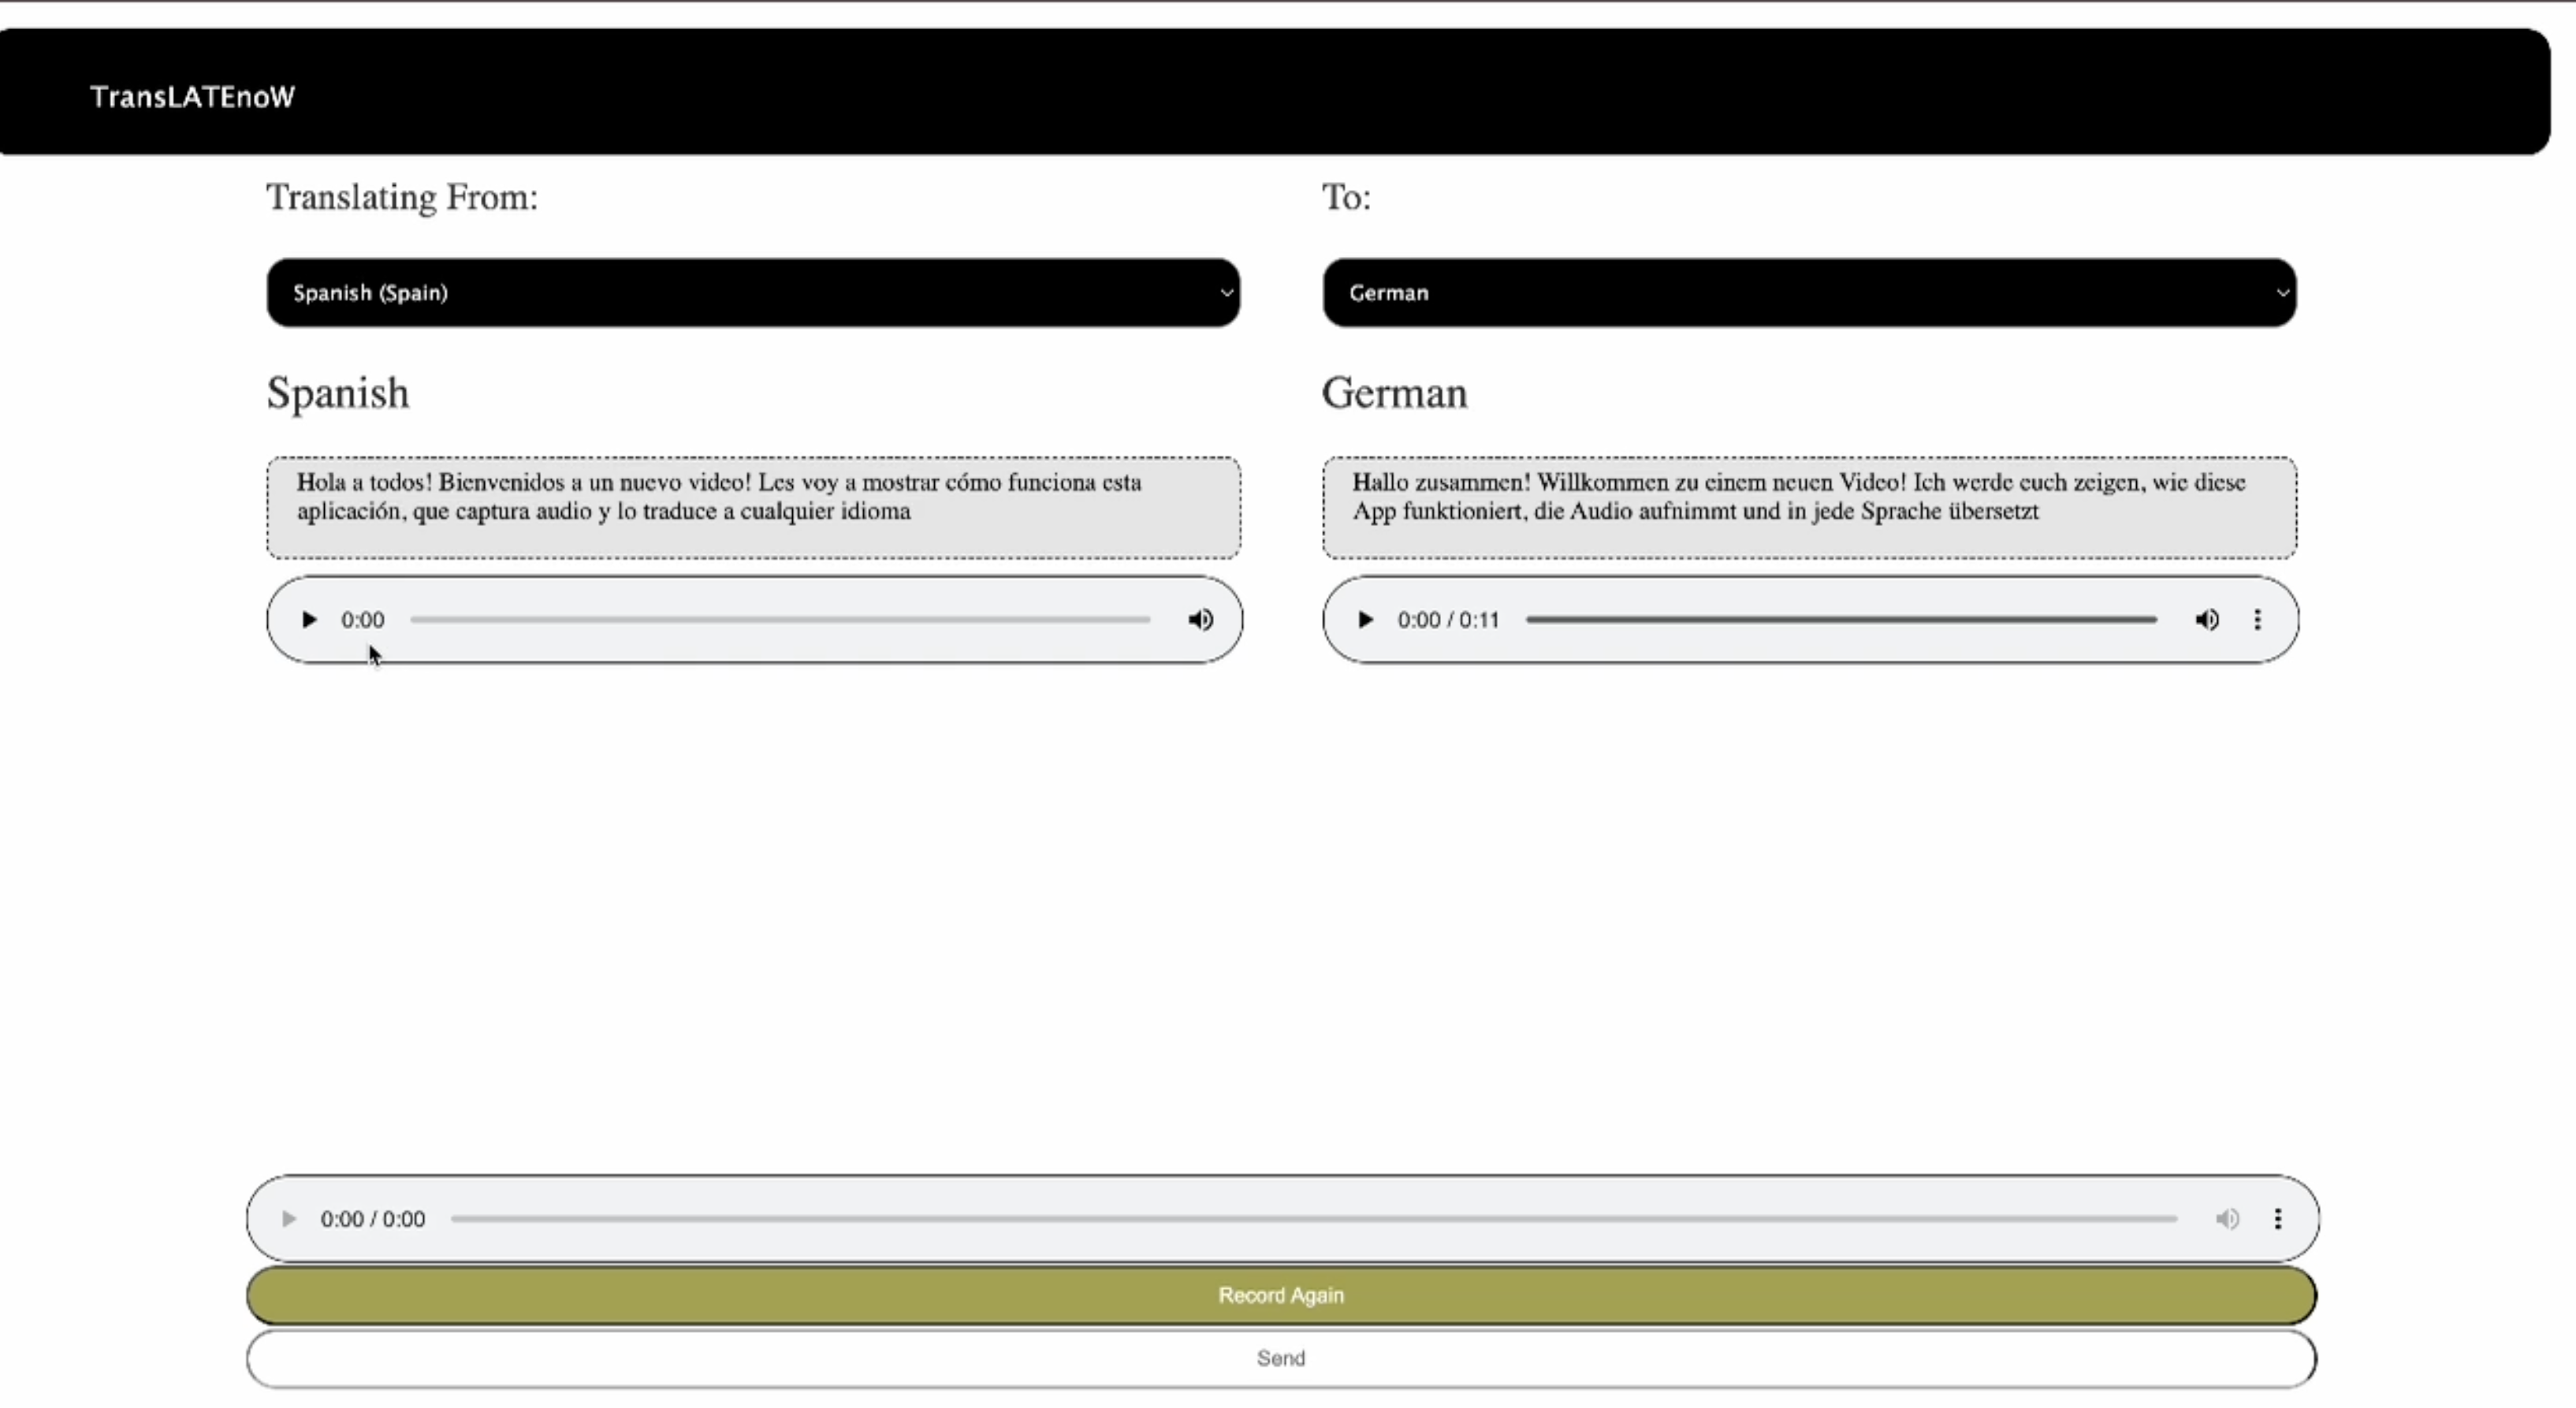 TransLATEnoW
Translating From:
To:
Spanish (Spain)
German
Spanish
German
Hola a todos! Bienvenidos a un nuevo video! Les voy a mostrar cómo funciona esta
aplicación, que captura audio y lo traduce a cualquier idioma
Hallo zusammen! Willkommen zu einem neuen Video! Ich werde euch zeigen, wie diese
App funktioniert, die Audio aufnimmt und in jede Sprache übersetzt
0:00
0:00 / 0:11
0:00 / 0:00
Record Again
Send